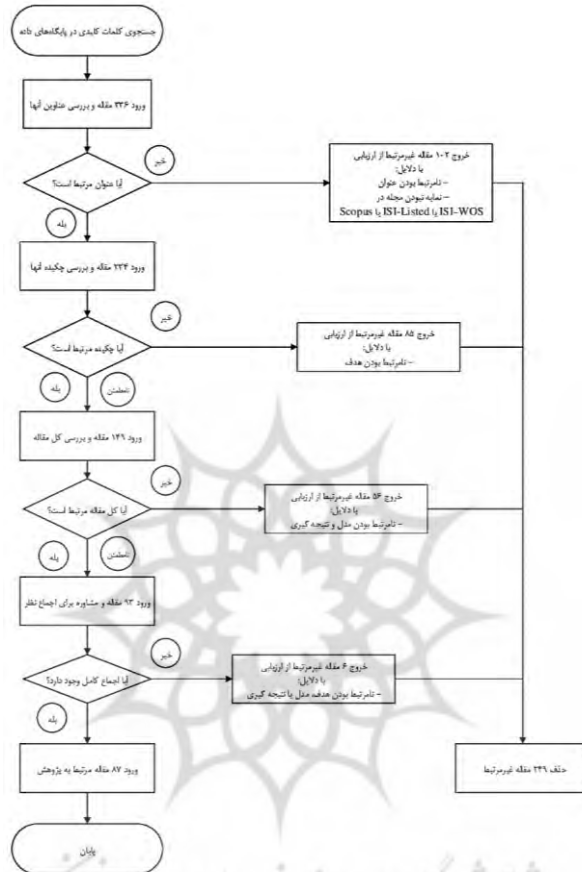 جستجوی کلمات کلیدی در پایگاه‌های داده
ورود ۳۳۶ مقاله و بررسی عناوین آنها
آیا عنوان مرتبط است؟
خیر
خروج ۱۰۲ مقاله غیرمرتبط از ارزیابی
با دلایل:
– نامرتبط بودن عنوان
– نمایه نبودن مجله در
ISI-WOS یا ISI-Listed یا Scopus
بله
ورود ۲۳۴ مقاله و بررسی چکیده آنها
آیا چکیده مرتبط است؟
خیر
خروج ۸۵ مقاله غیرمرتبط از ارزیابی
با دلایل:
– نامرتبط بودن هدف
نامطمئن
بله
ورود ۱۴۹ مقاله و بررسی کل مقاله
آیا کل مقاله مرتبط است؟
خیر
خروج ۵۶ مقاله غیرمرتبط از ارزیابی
با دلایل:
– نامرتبط بودن مدل و نتیجه گیری
نامطمئن
بله
ورود ۹۳ مقاله و مشاوره برای اجماع نظر
آیا اجماع کامل وجود دارد؟
خیر
خروج ۶ مقاله غیرمرتبط از ارزیابی
با دلایل:
– نامرتبط بودن هدف، مدل یا نتیجه گیری
بله
ورود ۸۷ مقاله مرتبط به پژوهش
حذف ۲۴۹ مقاله غیرمرتبط
پایان